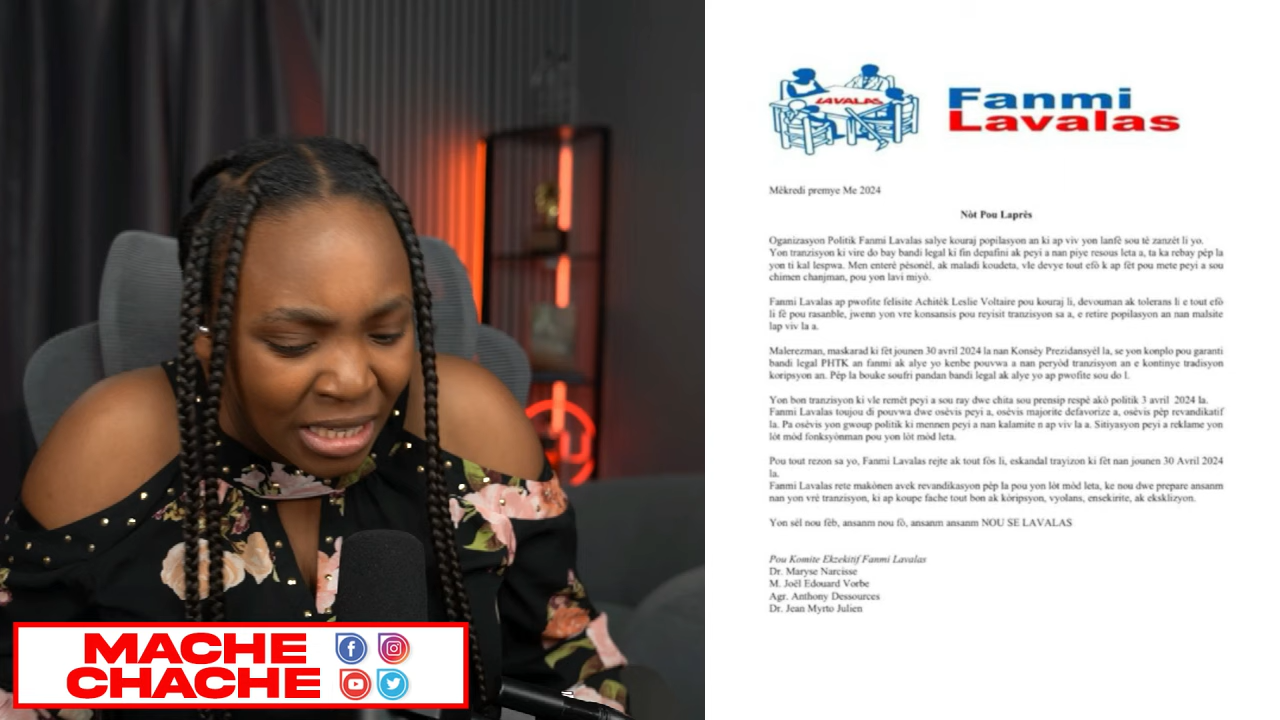 LAVALAS
Fanmi
Lavalas
Mèkredi premye Me 2024
Nòt Pou Laprès
Oganizasyon Politik Fanmi Lavalas salye kouraj popilasyon an ki ap viv yon lanfè sou tè zanzèt li yo.
Yon tranzisyon ki vire do bay bandi legal ki fin depafini ak peyi a nan piye resous leta a, ta ka rebay pèp la
yon ti kal lespwa. Men enterè pèsonèl, ak maladi koudeta, vle devye tout efò k ap fèt pou mete peyi a sou
chimen chanjman, pou yon lavi miyò.
Fanmi Lavalas ap pwofite felisite Achitèk Leslie Voltaire pou kouraj li, devouman ak tolerans li e tout efò
li fè pou rasanble, jwenn yon vre konsansis pou reyisit tranzisyon sa a, e retire popilasyon an nan malsite
lap viv la a.
Malerezman, maskarad ki fèt jounen 30 avril 2024 la nan Konsèy Prezidansyèl la, se yon konplo pou garanti
bandi legal PHTK an fanmi ak alye yo kenbe pouvwa a nan peryòd tranzisyon an e kontinye tradisyon
koripsyon an. Pèp la bouke soufri pandan bandi legal ak alye yo ap pwofite sou do l.
Yon bon tranzisyon ki vle remèt peyi a sou ray dwe chita sou prensip respè akò politik 3 avril 2024 la.
Fanmi Lavalas toujou di pouvwa dwe osèvis peyi a, osèvis majorite defavorize a, osèvis pèp revandikatif
la. Pa osèvis yon gwoup politik ki mennen peyi a nan kalamite n ap viv la a. Sitiyasyon peyi a reklame yon
lòt mòd fonksyònman pou yon lòt mòd leta.
Pou tout rezon sa yo, Fanmi Lavalas rejte ak tout fòs li, eskandal trayizon ki fèt nan jounen 30 Avril 2024
la.
Fanmi Lavalas rete makònen avek revandikasyon pèp la pou yon lòt mòd leta, ke nou dwe prepare ansanm
nan yon vrè tranzisyon, ki ap koupe fache tout bon ak kòripsyon, vyolans, ensekirite, ak eksklizyon.
Yon sèl nou fèb, ansanm nou fò, ansanm ansanm NOU SE LAVALAS
Pou Komite Ekzekitif Fanmi Lavalas
Dr. Maryse Narcisse
M. Joël Edouard Vorbe
Agr. Anthony Dessources
Dr. Jean Myrto Julien
MACHE
CHACHE